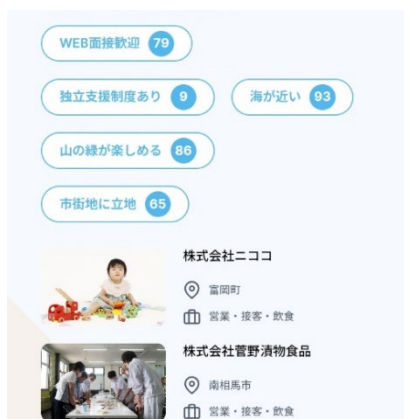 WEB面接歓迎 79
独立支援制度あり 9 海が近い 93
山の緑が楽しめる 86
市街地に立地 65
株式会社ニココ
富岡町
営業・接客・飲食
株式会社菅野漬物食品
南相馬市
営業・接客・飲食